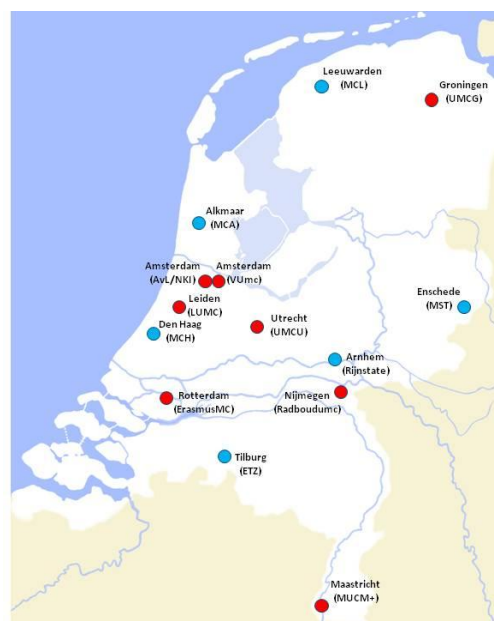 Leeuwarden
(MCL)
Groningen
(UMCG)
Alkmaar
(MCA)
Amsterdam
(AvL/NKI)
Amsterdam
(VUmc)
Enschede
(MST)
Leiden
(LUMC)
Utrecht
(UMCU)
Den Haag
(MCH)
Arnhem
(Rijnstate)
Rotterdam
(ErasmusMC)
Nijmegen
(Radboudumc)
Tilburg
(ETZ)
Maastricht
(MUCM+)